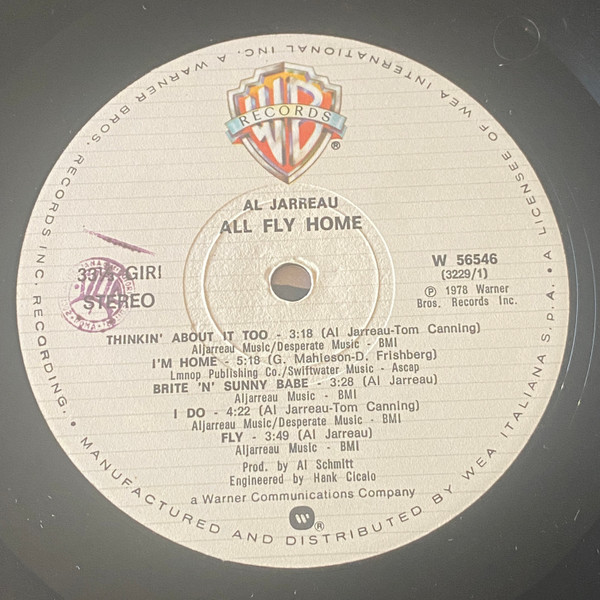 WB
RECORDS
®
AL JARREAU
ALL FLY HOME
33⅓ GIRI
STEREO
W 56546
(3229/1)
℗ 1978 Warner
Bros. Records Inc.
THINKIN' ABOUT IT TOO - 3:18 (Al Jarreau-Tom Canning)
Aljarreau Music/Desperate Music - BMI
I'M HOME - 5:18 (G. Mahleson-D. Frishberg)
Lmnop Publishing Co./Swiftwater Music - Ascap
BRITE 'N' SUNNY BABE - 3:28 (Al Jarreau)
Aljarreau Music - BMI
I DO - 4:22 (Al Jarreau-Tom Canning)
Aljarreau Music/Desperate Music - BMI
FLY - 3:49 (Al Jarreau)
Aljarreau Music - BMI
Prod. by Al Schmitt
Engineered by Hank Cicalo
a Warner Communications Company
®
• MANUFACTURED AND DISTRIBUTED BY WEA ITALIANA S.p.A. • A LICENSEE OF WEA INTERNATIONAL INC. A WARNER BROS. RECORDS INC. RECORDING.